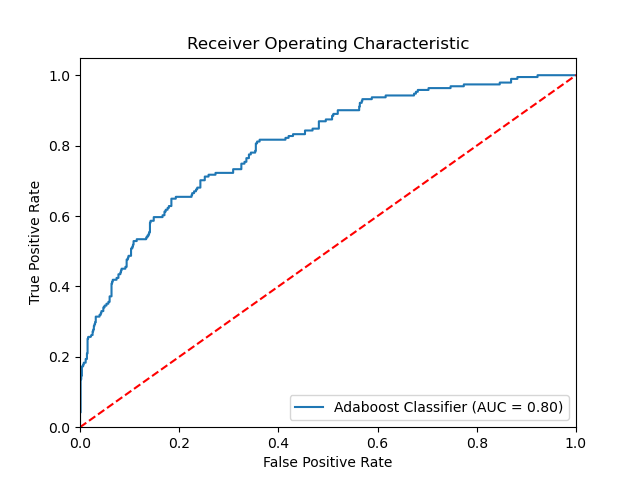 Receiver Operating Characteristic
1.0
0.8
0.6
0.4
0.2
0.0
True Positive Rate
Adaboost Classifier (AUC = 0.80)
0.0 0.2 0.4 0.6 0.8 1.0
False Positive Rate